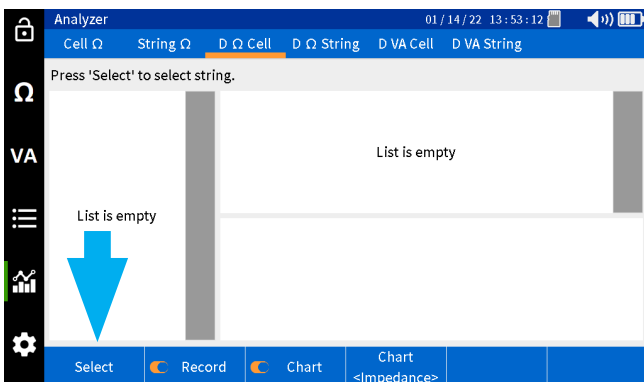 Analyzer 01/14/22 13:53:12
Cell Ω String Ω D Ω Cell D Ω String D VA Cell D VA String
Press 'Select' to select string.
Ω
VA
List is empty
List is empty
Select Record Chart Chart
<Impedance>